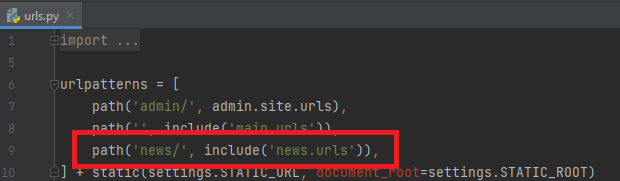 urls.py
1 import ...
5
6 urlpatterns = [
7 path('admin/', admin.site.urls),
8 path('', include('main.urls')),
9 path('news/', include('news.urls')),
10 ] + static(settings.STATIC_URL, document_root=settings.STATIC_ROOT)